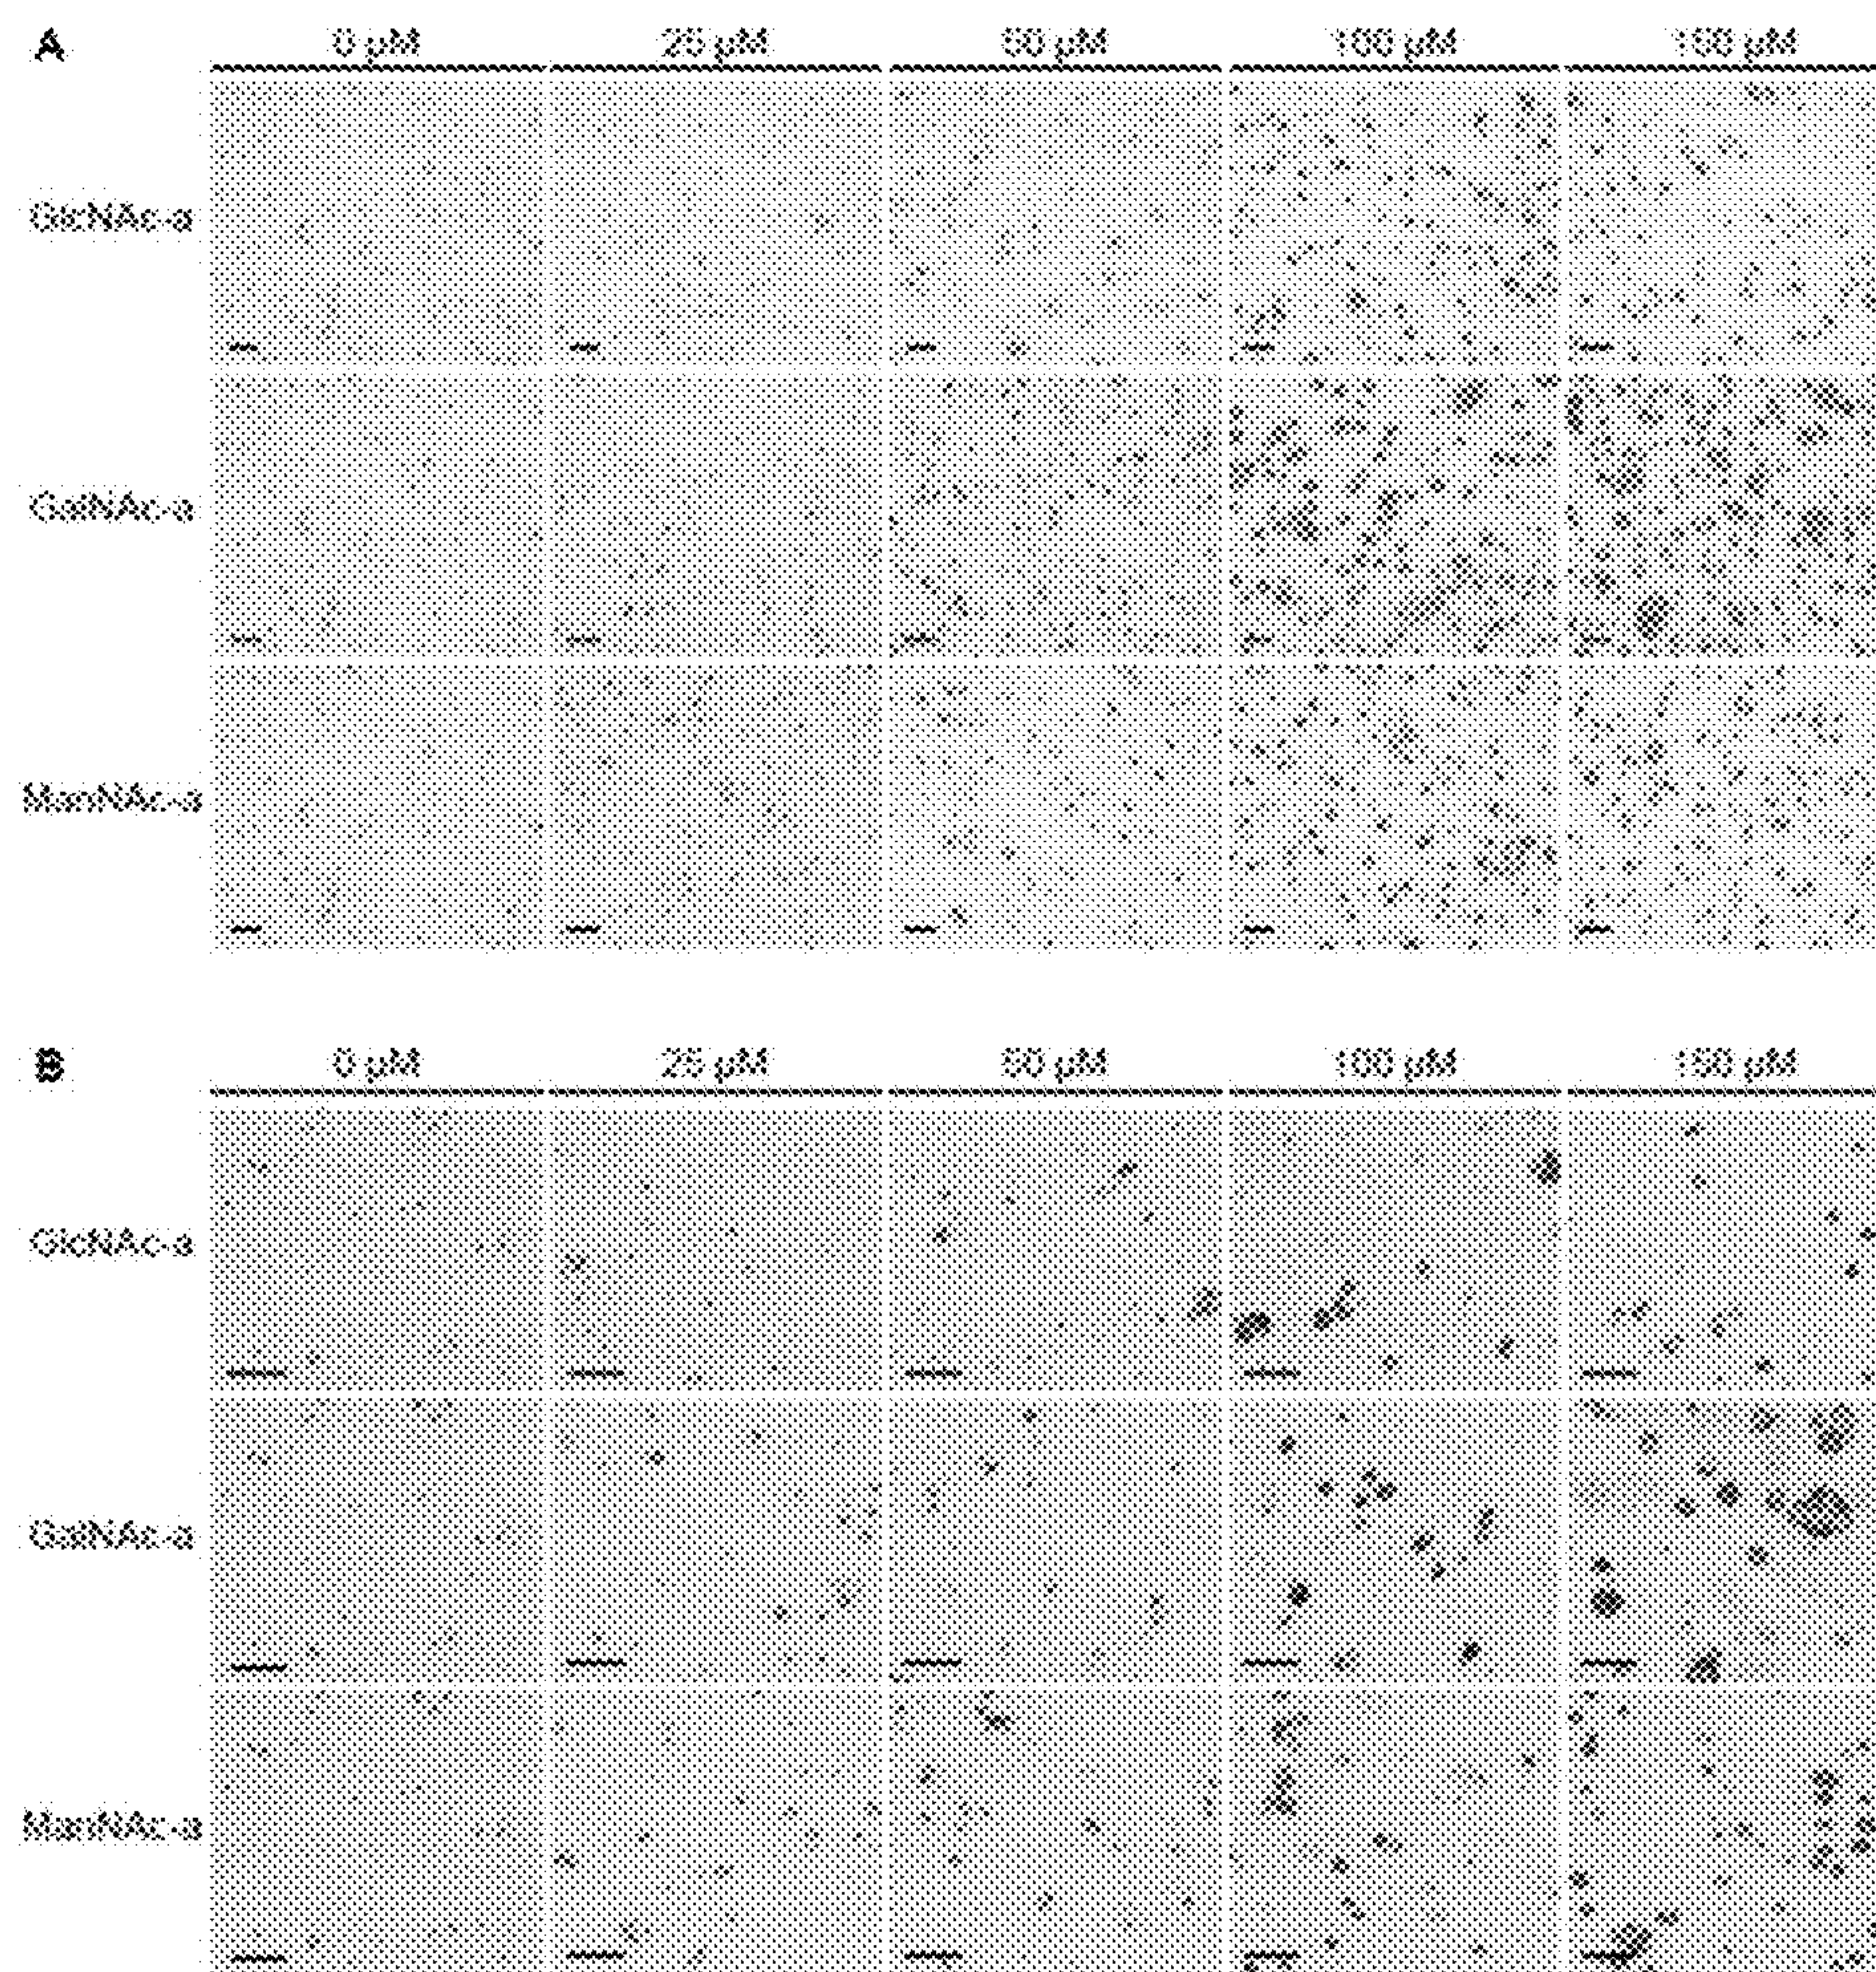 A 0 µM 25 µM 50 µM 100 µM 150 µM
GlcNAc-a
GalNAc-a
ManNAc-a
B 0 µM 25 µM 50 µM 100 µM 150 µM
GlcNAc-a
GalNAc-a
ManNAc-a